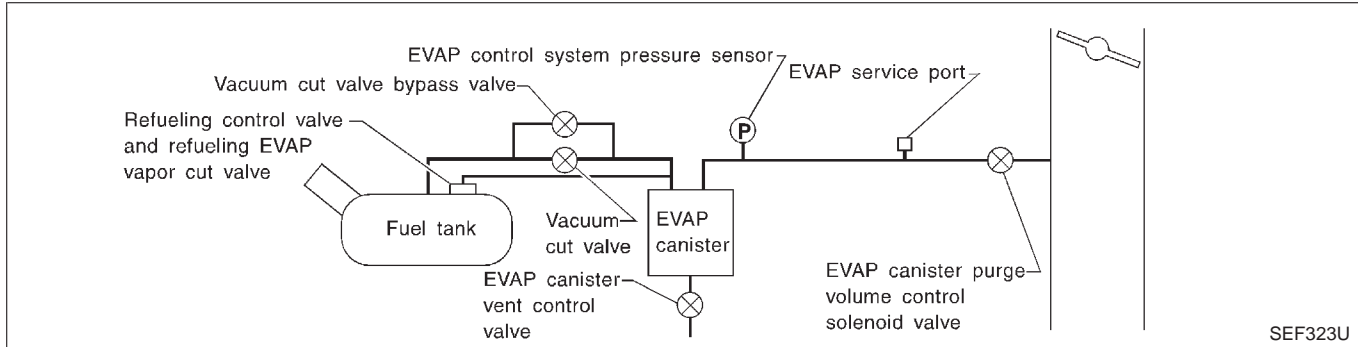 EVAP control system pressure sensor
EVAP service port
Vacuum cut valve bypass valve
Refueling control valve
and refueling EVAP
vapor cut valve
P
Fuel tank
Vacuum
cut valve
EVAP
canister
EVAP canister
vent control
valve
EVAP canister purge
volume control
solenoid valve
SEF323U